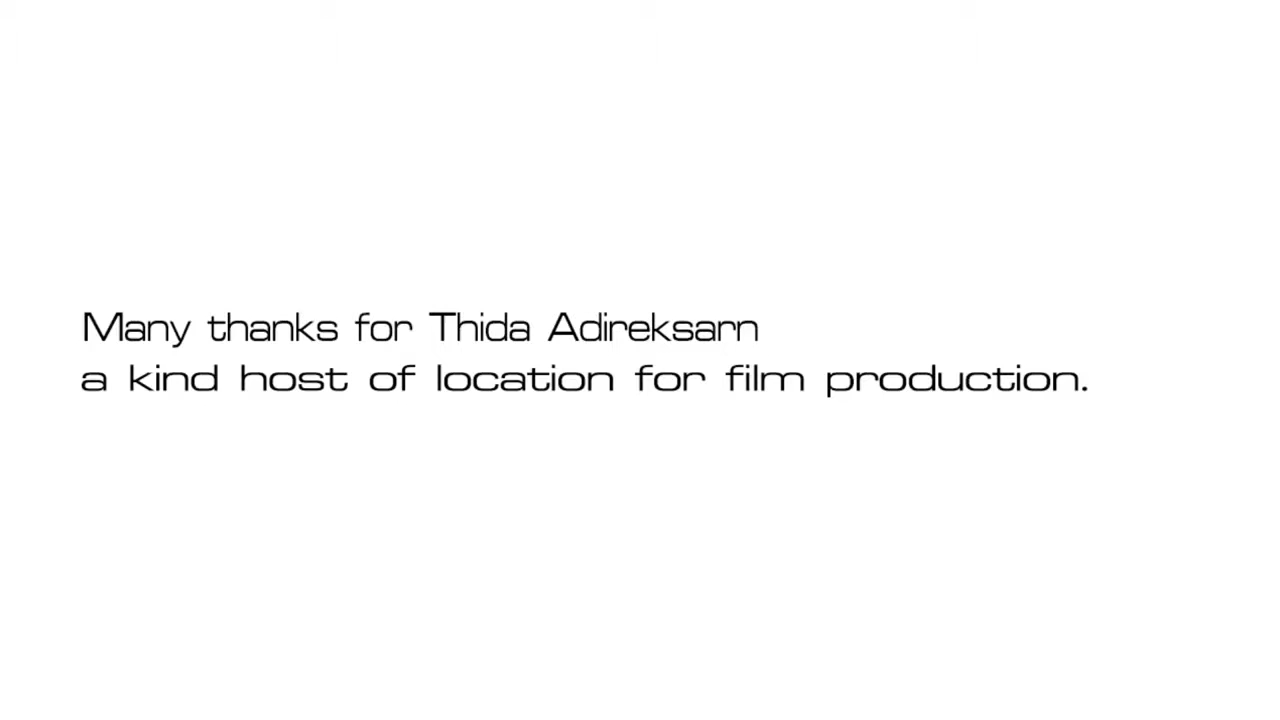 Many thanks for Thida Adireksarn
a kind host of location for film production.